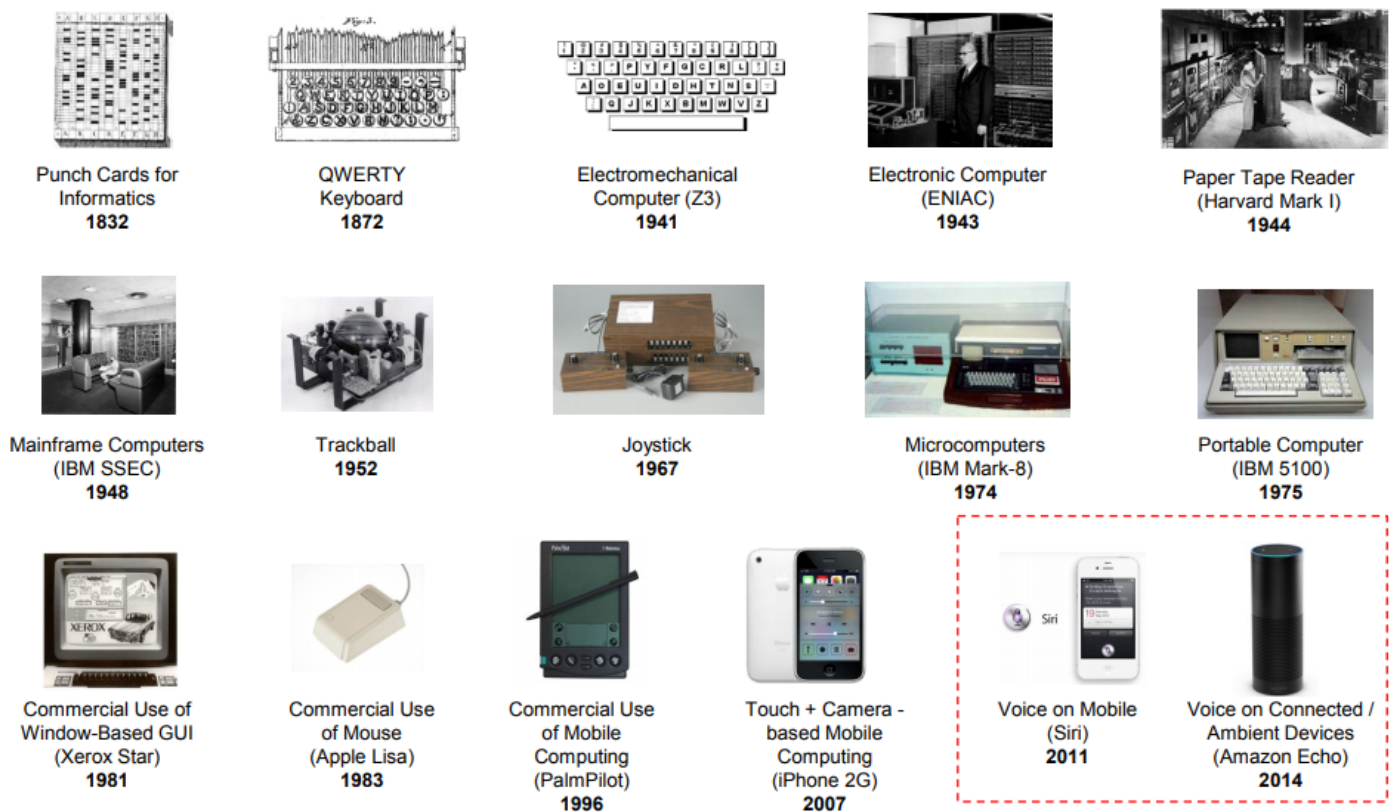 Fig. 3.
Punch Cards for
Informatics
1832
QWERTY
Keyboard
1872
Electromechanical
Computer (Z3)
1941
Electronic Computer
(ENIAC)
1943
Paper Tape Reader
(Harvard Mark I)
1944
Mainframe Computers
(IBM SSEC)
1948
Trackball
1952
Joystick
1967
Microcomputers
(IBM Mark-8)
1974
Portable Computer
(IBM 5100)
1975
XEROX
Siri
Commercial Use of
Window-Based GUI
(Xerox Star)
1981
Commercial Use
of Mouse
(Apple Lisa)
1983
Commercial Use
of Mobile
Computing
(PalmPilot)
1996
Touch + Camera -
based Mobile
Computing
(iPhone 2G)
2007
Voice on Mobile
(Siri)
2011
Voice on Connected /
Ambient Devices
(Amazon Echo)
2014